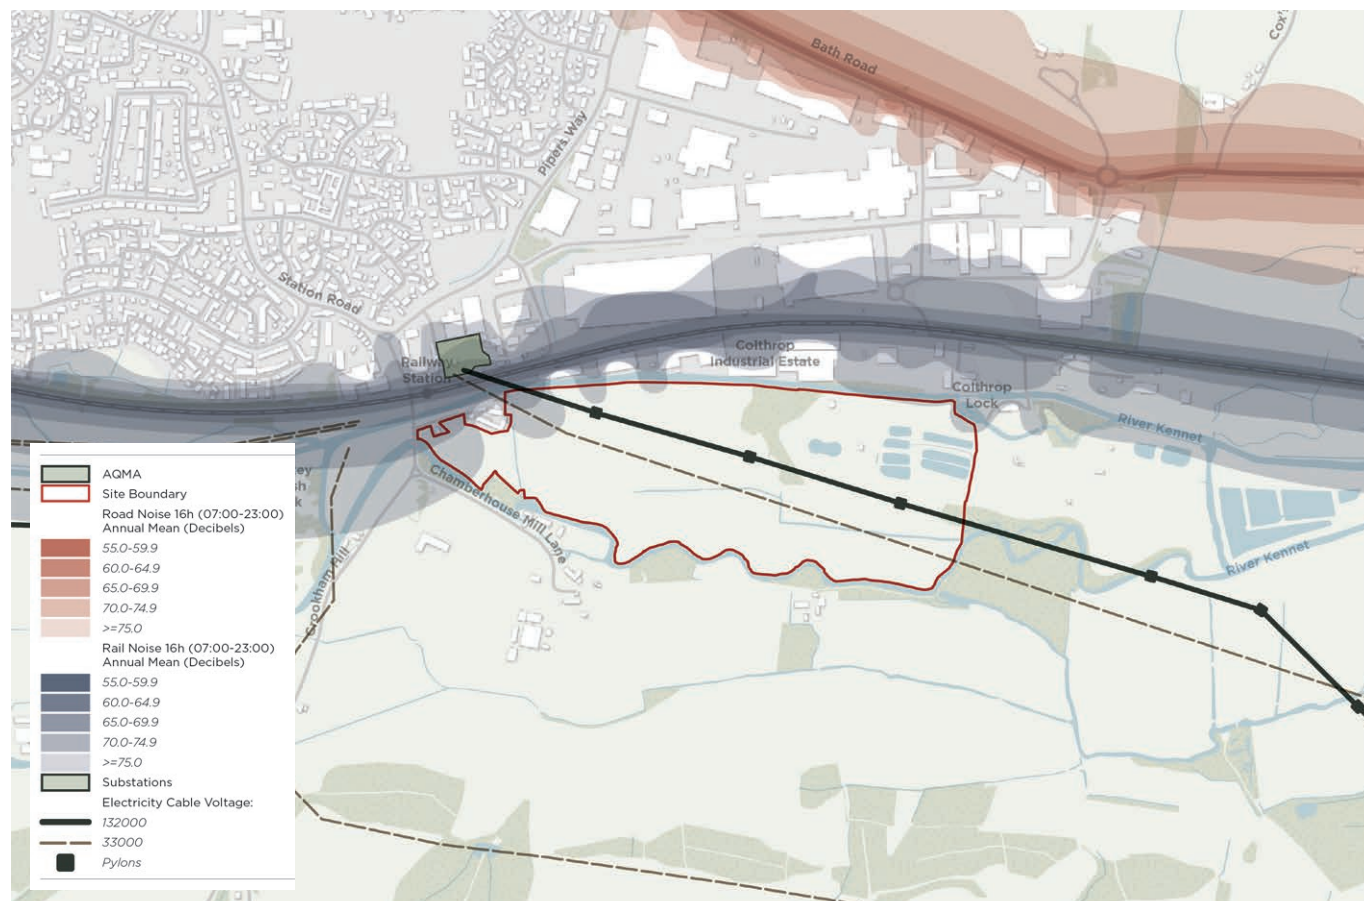 Bath Road
Cox's
Pipers Way
Station Road
Railway
Station
Colthrop
Industrial Estate
Colthrop
Lock
River Kennet
River Kennet
Chamberhouse Mill Lane
Crookham Hill
AQMA
Site Boundary
Road Noise 16h (07:00-23:00)
Annual Mean (Decibels)
55.0-59.9
60.0-64.9
65.0-69.9
70.0-74.9
>=75.0
Rail Noise 16h (07:00-23:00)
Annual Mean (Decibels)
55.0-59.9
60.0-64.9
65.0-69.9
70.0-74.9
>=75.0
Substations
Electricity Cable Voltage:
132000
33000
Pylons